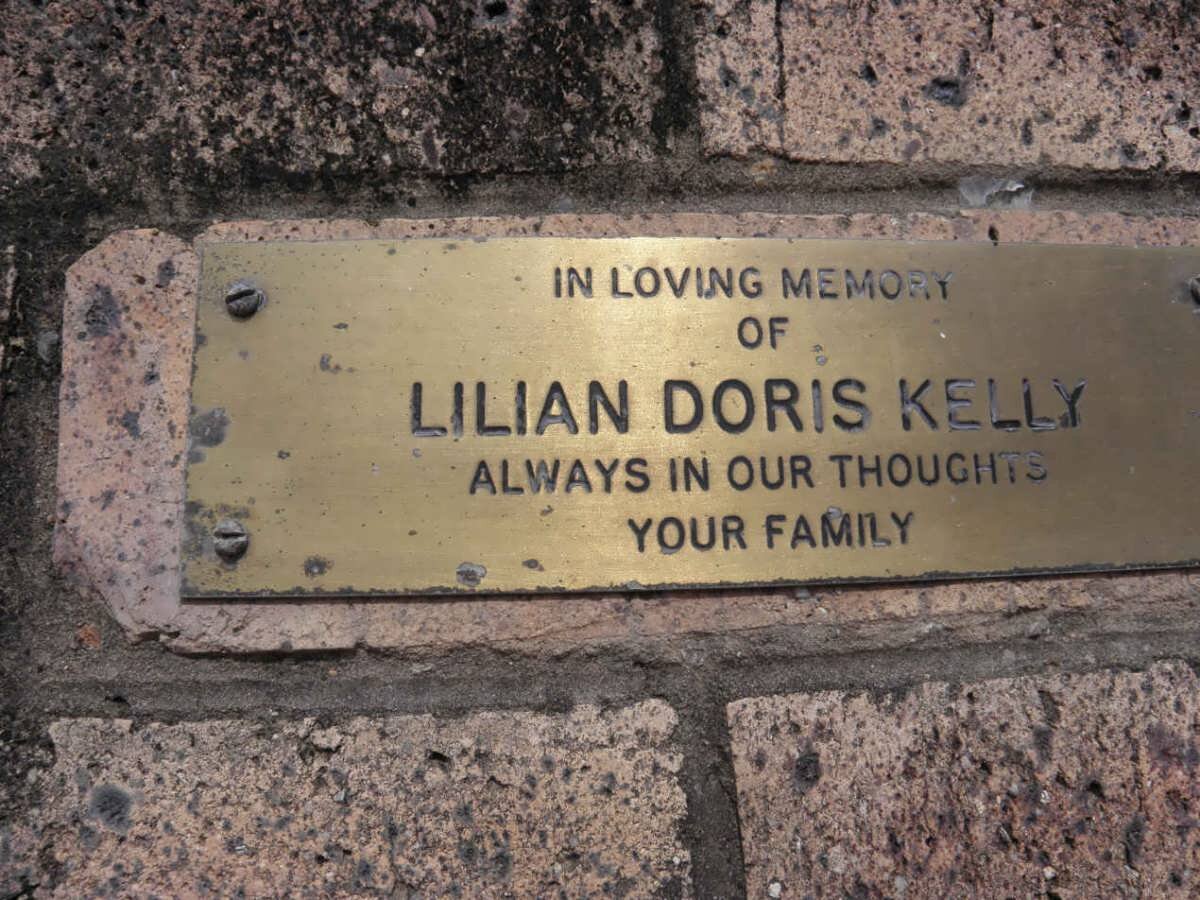 IN LOVING MEMORY
OF
LILIAN DORIS KELLY
ALWAYS IN OUR THOUGHTS
YOUR FAMILY